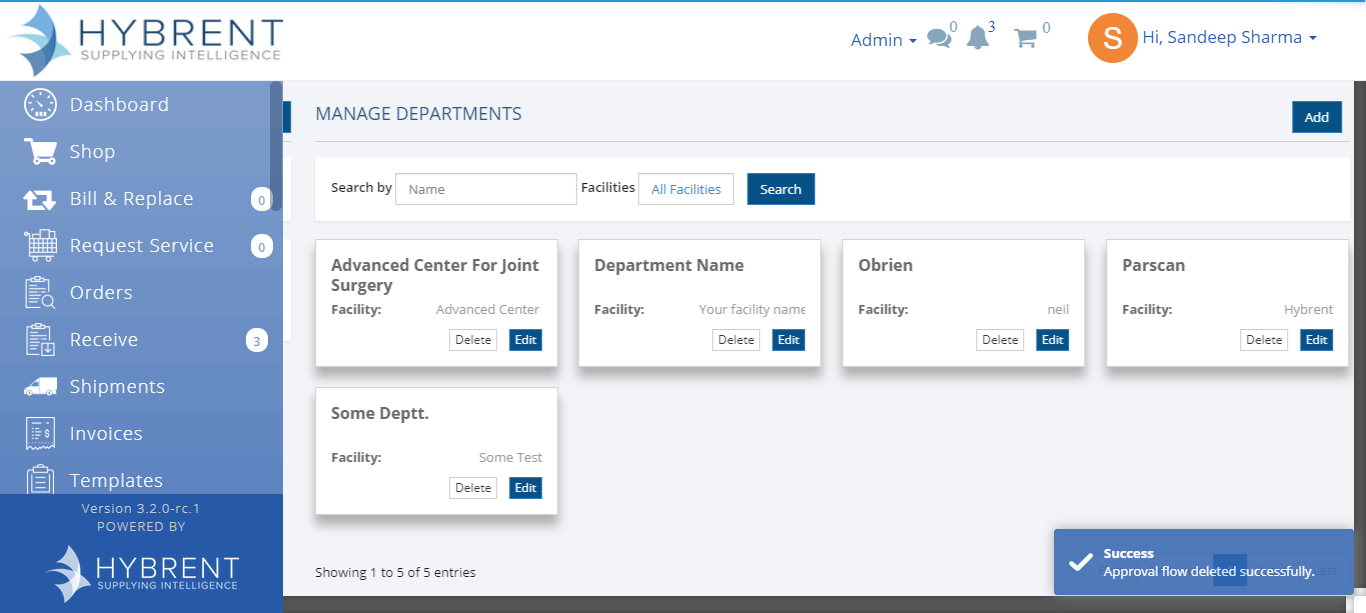 HYBRENT
SUPPLYING INTELLIGENCE
Admin
0
3
0
S
Hi, Sandeep Sharma
Dashboard
Shop
Bill & Replace
0
Request Service
0
Orders
Receive
3
Shipments
Invoices
Templates
Version 3.2.0-rc.1
POWERED BY
HYBRENT
SUPPLYING INTELLIGENCE
MANAGE DEPARTMENTS
Add
Search by Name Facilities All Facilities Search
Advanced Center For Joint
Surgery
Facility: Advanced Center
Delete Edit
Department Name
Facility: Your facility name
Delete Edit
Obrien
Facility: neil
Delete Edit
Parscan
Facility: Hybrent
Delete Edit
Some Deptt.
Facility: Some Test
Delete Edit
Showing 1 to 5 of 5 entries
Success
Approval flow deleted successfully.